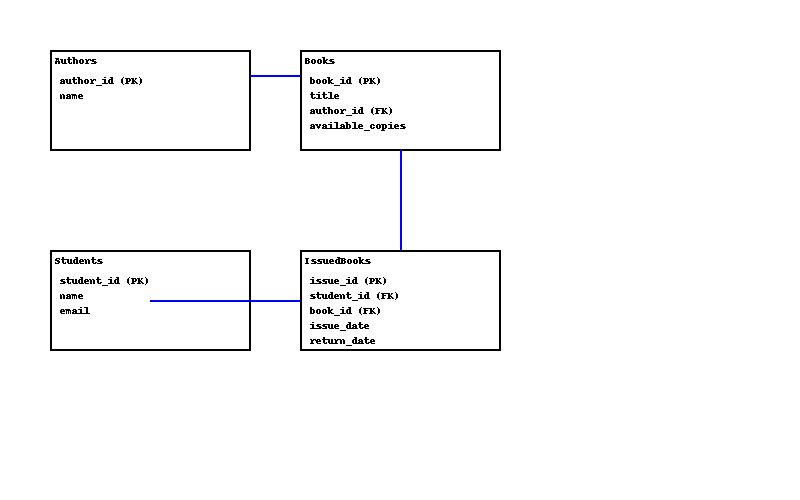 Authors
author_id (PK)
name
Books
book_id (PK)
title
author_id (FK)
available_copies
Students
student_id (PK)
name
email
IssuedBooks
issue_id (PK)
student_id (FK)
book_id (FK)
issue_date
return_date